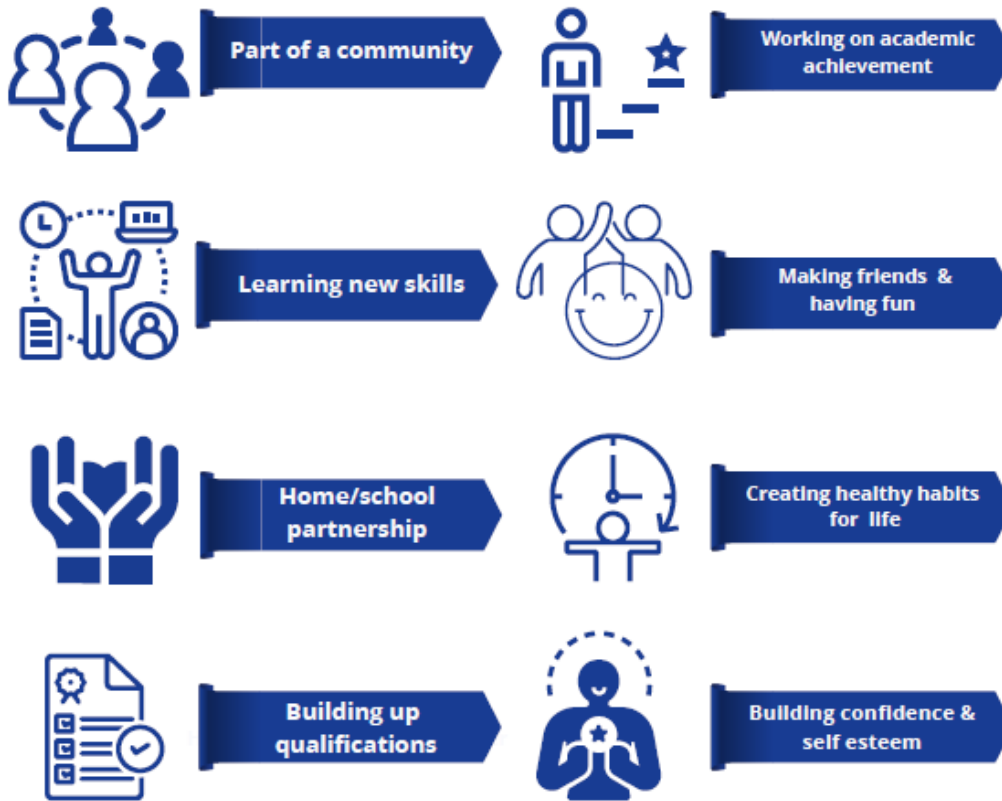 Part of a community
Working on academic
achievement
Learning new skills
Making friends &
having fun
Home/school
partnership
Creating healthy habits
for life
Building up
qualifications
Building confidence &
self esteem